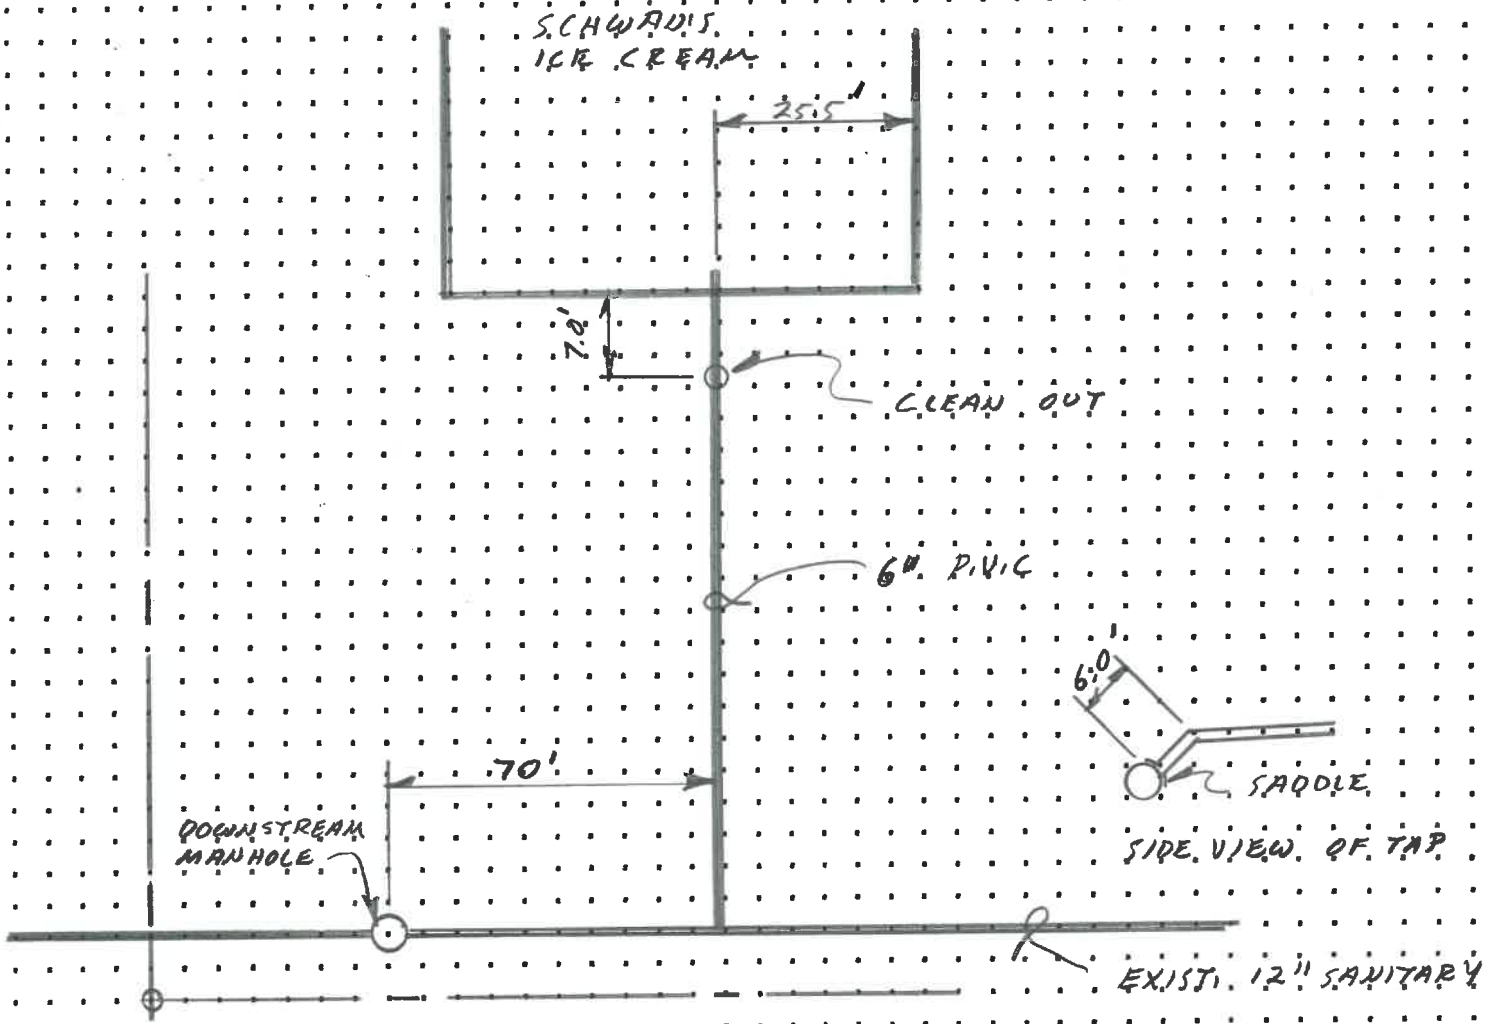 SCHWAN'S
ICE CREAM
25.5'
7.0'
CLEAN OUT
6" P.V.C
6.0'
70'
SADDLE
DOWNSTREAM
MANHOLE
SIDE VIEW OF TAP
EXIST. 12" SANITARY